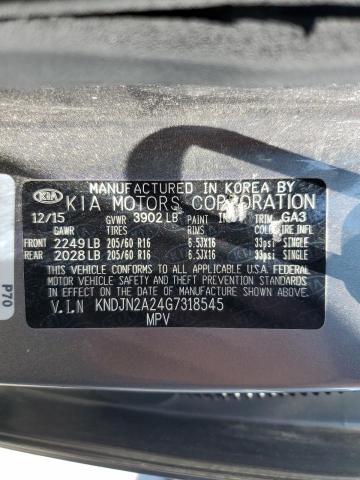 KIA
MANUFACTURED IN KOREA BY
KIA MOTORS CORPORATION
12/15 GVWR 3902 LB PAINT TRIM GA3
GAWR TIRES RIMS COLD TIRE INFL
FRONT 2249 LB 205/60 R16 6.5JX16 33psi SINGLE
REAR 2028 LB 205/60 R16 6.5JX16 33psi SINGLE
THIS VEHICLE CONFORMS TO ALL APPLICABLE U.S.A FEDERAL
MOTOR VEHICLE SAFETY BUMPER, AND THEFT PREVENTION
STANDARDS IN EFFECT ON THE DATE OF MANUFACTURE SHOWN ABOVE.
V.I.N KNDJN2A24G7318545
MPV
P70